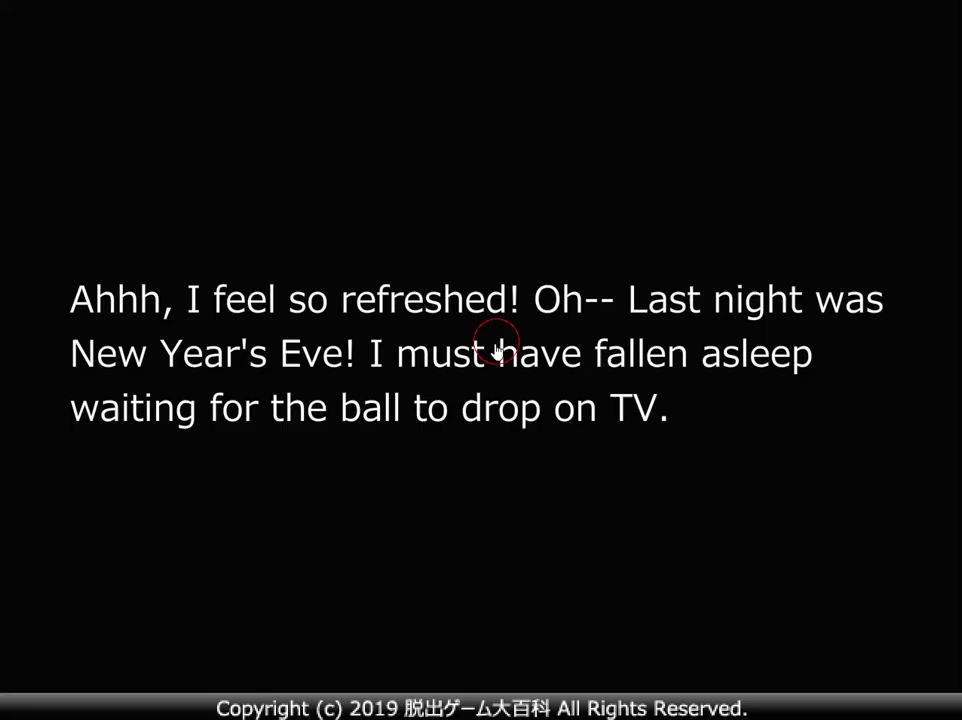 Ahhh, I feel so refreshed! Oh-- Last night was
New Year's Eve! I must have fallen asleep
waiting for the ball to drop on TV.
Copyright (c) 2019 脱出ゲーム大百科 All Rights Reserved.